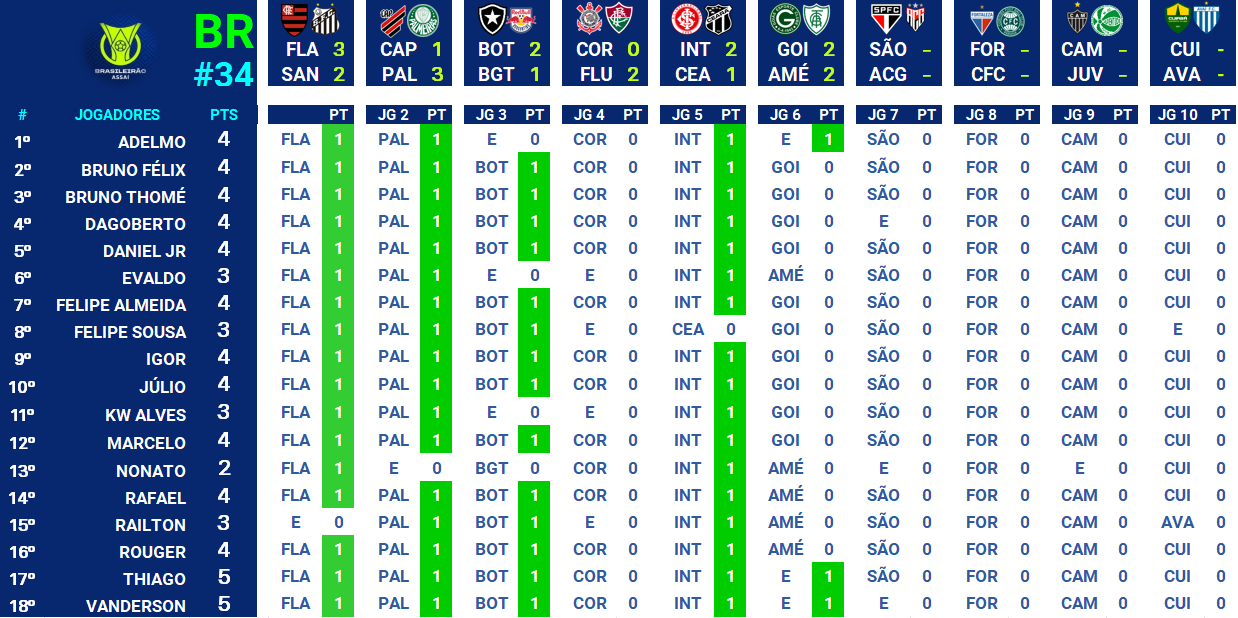 BR
#34
BRASILEIRÃO
ASSAÍ
FLA 3 CAP 1 BOT 2 COR 0 INT 2 GOI 2 SÃO - FOR - CAM - CUI -
SAN 2 PAL 3 BGT 1 FLU 2 CEA 1 AMÉ 2 ACG - CFC - JUV - AVA -
# JOGADORES PTS PT JG 2 PT JG 3 PT JG 4 PT JG 5 PT JG 6 PT JG 7 PT JG 8 PT JG 9 PT JG 10 PT
1º ADELMO 4 FLA 1 PAL 1 E 0 COR 0 INT 1 E 1 SÃO 0 FOR 0 CAM 0 CUI 0
2º BRUNO FÉLIX 4 FLA 1 PAL 1 BOT 1 COR 0 INT 1 GOI 0 SÃO 0 FOR 0 CAM 0 CUI 0
3º BRUNO THOMÉ 4 FLA 1 PAL 1 BOT 1 COR 0 INT 1 GOI 0 SÃO 0 FOR 0 CAM 0 CUI 0
4º DAGOBERTO 4 FLA 1 PAL 1 BOT 1 COR 0 INT 1 GOI 0 E 0 FOR 0 CAM 0 CUI 0
5º DANIEL JR 4 FLA 1 PAL 1 BOT 1 COR 0 INT 1 GOI 0 SÃO 0 FOR 0 CAM 0 CUI 0
6º EVALDO 3 FLA 1 PAL 1 E 0 E 0 INT 1 AMÉ 0 SÃO 0 FOR 0 CAM 0 CUI 0
7º FELIPE ALMEIDA 4 FLA 1 PAL 1 BOT 1 COR 0 INT 1 GOI 0 SÃO 0 FOR 0 CAM 0 CUI 0
8º FELIPE SOUSA 3 FLA 1 PAL 1 BOT 1 E 0 CEA 0 GOI 0 SÃO 0 FOR 0 CAM 0 E 0
9º IGOR 4 FLA 1 PAL 1 BOT 1 COR 0 INT 1 GOI 0 SÃO 0 FOR 0 CAM 0 CUI 0
10º JÚLIO 4 FLA 1 PAL 1 BOT 1 COR 0 INT 1 GOI 0 SÃO 0 FOR 0 CAM 0 CUI 0
11º KW ALVES 3 FLA 1 PAL 1 E 0 E 0 INT 1 GOI 0 SÃO 0 FOR 0 CAM 0 CUI 0
12º MARCELO 4 FLA 1 PAL 1 BOT 1 COR 0 INT 1 GOI 0 SÃO 0 FOR 0 CAM 0 CUI 0
13º NONATO 2 FLA 1 E 0 BGT 0 COR 0 INT 1 AMÉ 0 E 0 FOR 0 E 0 CUI 0
14º RAFAEL 4 FLA 1 PAL 1 BOT 1 COR 0 INT 1 AMÉ 0 SÃO 0 FOR 0 CAM 0 CUI 0
15º RAILTON 3 E 0 PAL 1 BOT 1 E 0 INT 1 AMÉ 0 SÃO 0 FOR 0 CAM 0 AVA 0
16º ROUGER 4 FLA 1 PAL 1 BOT 1 COR 0 INT 1 AMÉ 0 SÃO 0 FOR 0 CAM 0 CUI 0
17º THIAGO 5 FLA 1 PAL 1 BOT 1 COR 0 INT 1 E 1 SÃO 0 FOR 0 CAM 0 CUI 0
18º VANDERSON 5 FLA 1 PAL 1 BOT 1 COR 0 INT 1 E 1 E 0 FOR 0 CAM 0 CUI 0